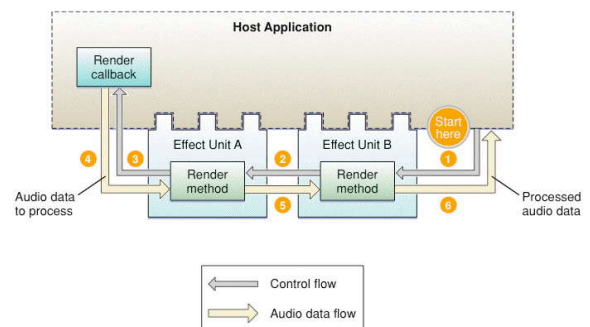 Host Application
Render
callback
Start
here
Effect Unit A
Effect Unit B
4
3
2
1
Render
method
Render
method
Audio data
to process
5
6
Processed
audio data
Control flow
Audio data flow